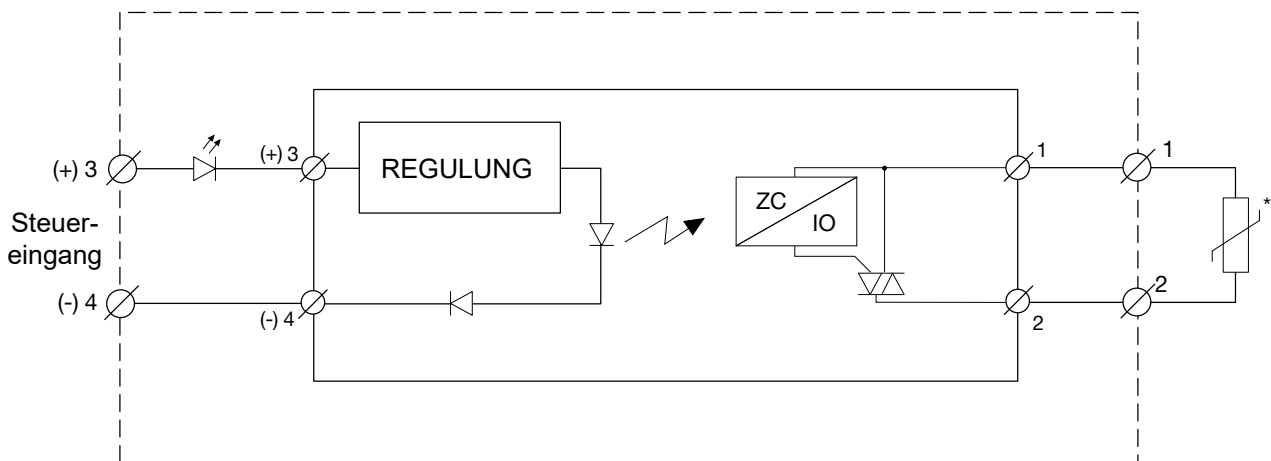 (+) 3
(+) 3
REGULUNG
ZC
IO
1
1
*
Steuer-
eingang
(-) 4
(-) 4
2
2